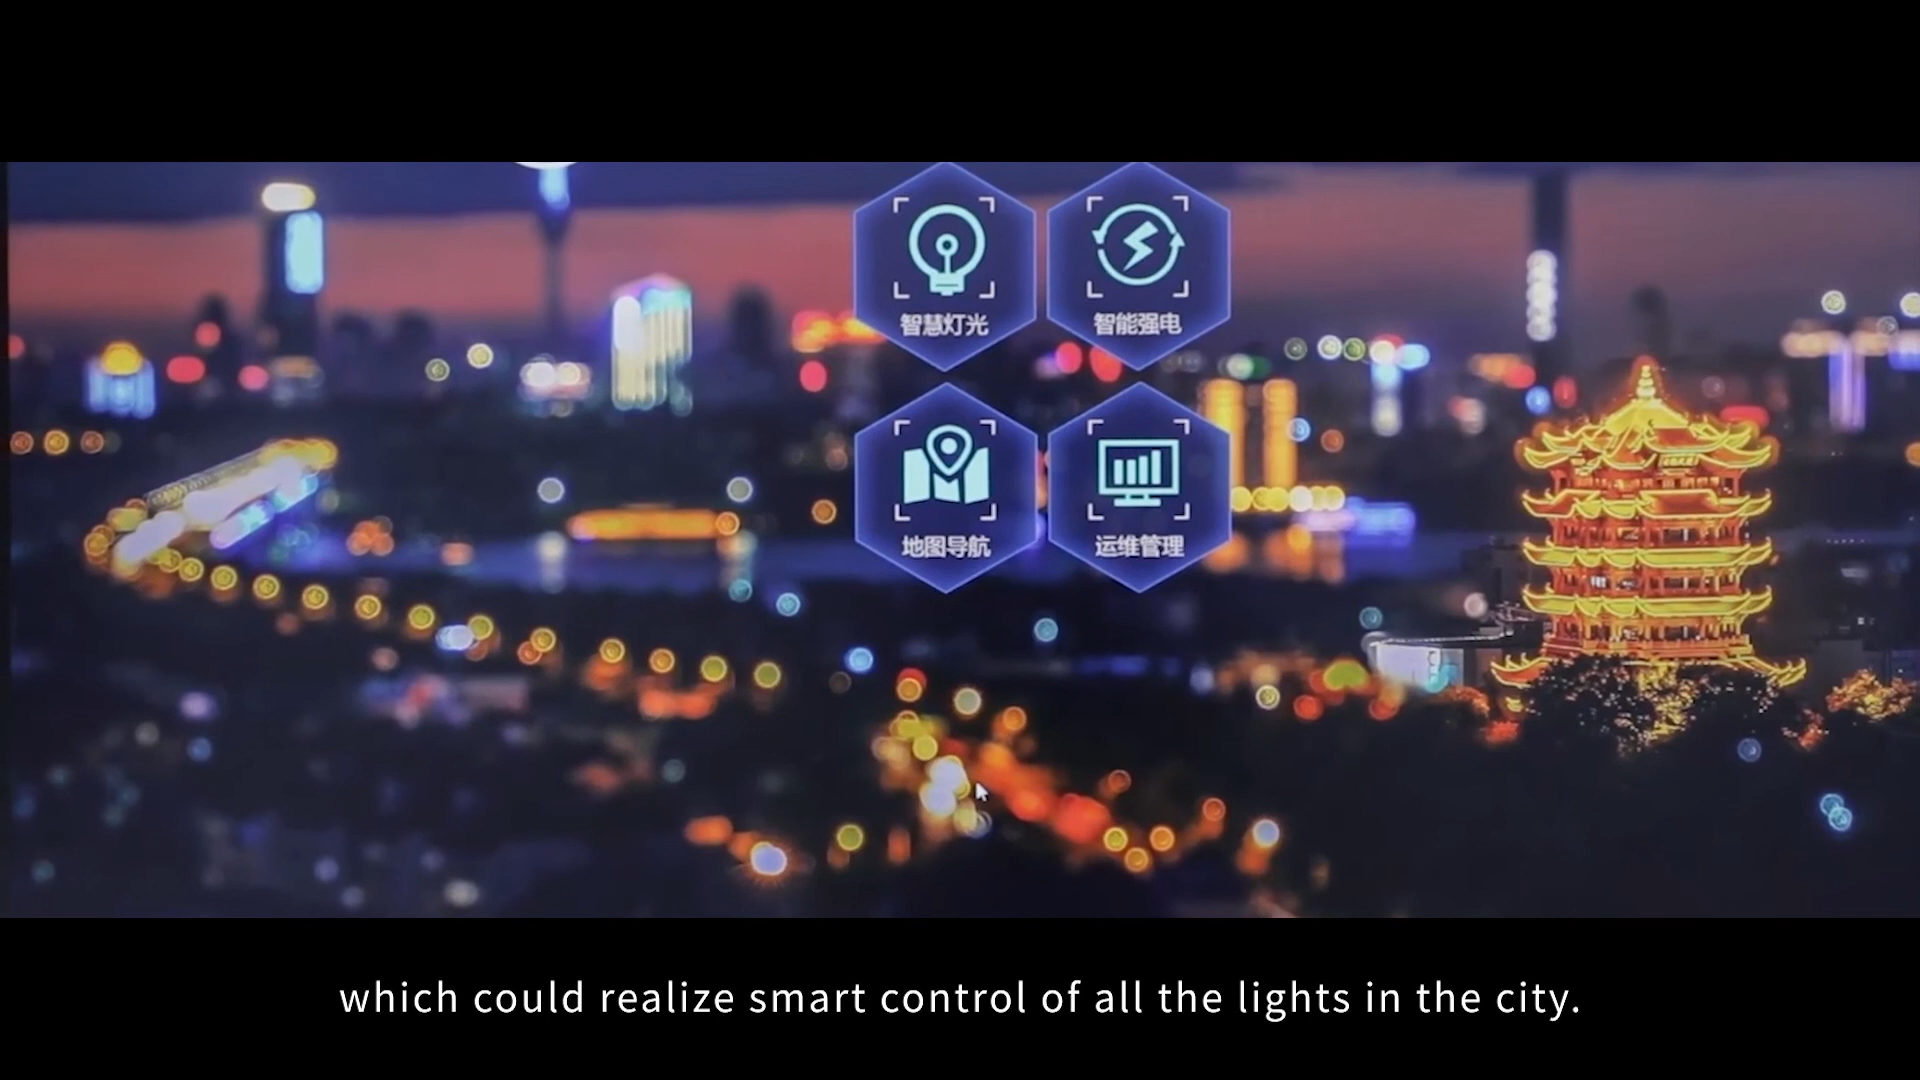 智慧灯光
智能强电
地图导航
运维管理
which could realize smart control of all the lights in the city.